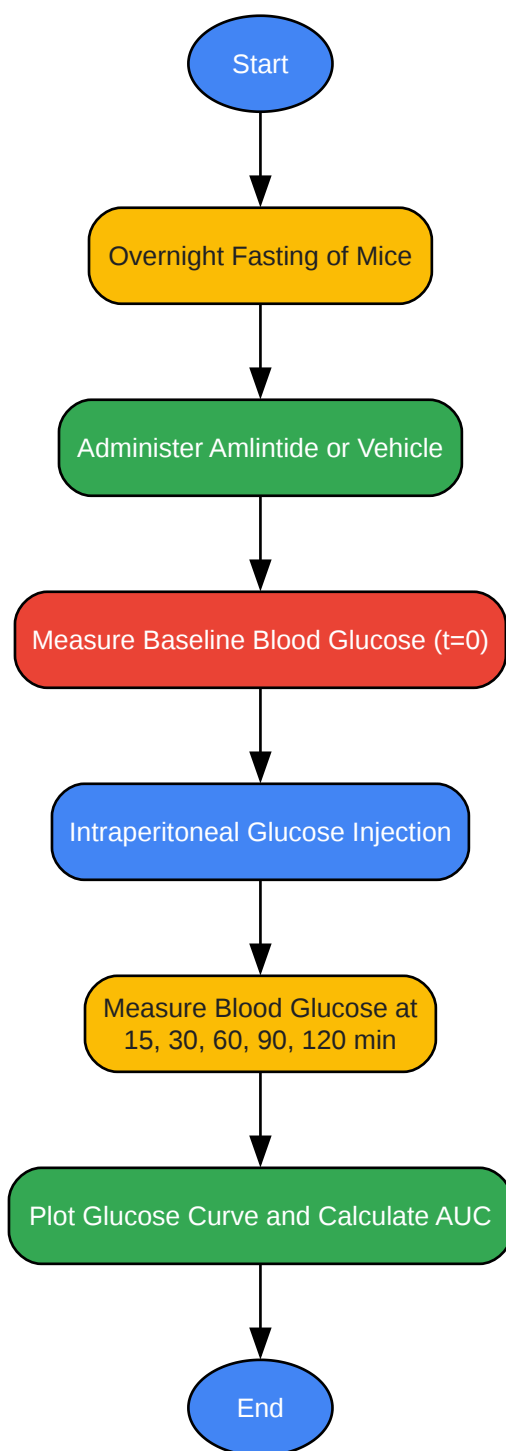 Start
Overnight Fasting of Mice
Administer Amlintide or Vehicle
Measure Baseline Blood Glucose (t=0)
Intraperitoneal Glucose Injection
Measure Blood Glucose at
15, 30, 60, 90, 120 min
Plot Glucose Curve and Calculate AUC
End